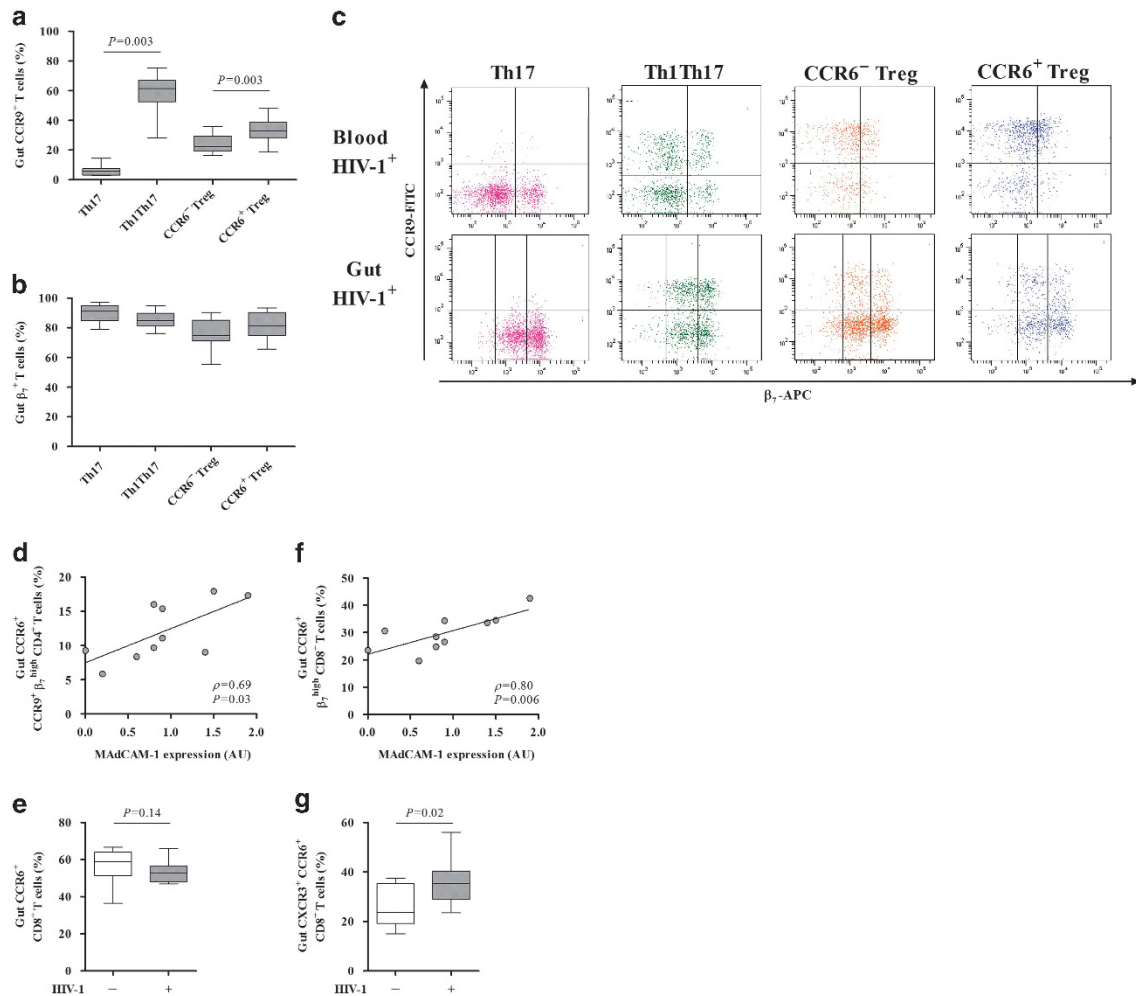 a
Gut CCR9⁺ T cells (%)
100
80
60
40
20
0
P=0.003
P=0.003
Th17
Th1Th17
CCR6⁻ Treg
CCR6⁺ Treg
b
Gut β₇⁺ T cells (%)
100
80
60
40
20
0
Th17
Th1Th17
CCR6⁻ Treg
CCR6⁺ Treg
c
Th17
Th1Th17
CCR6⁻ Treg
CCR6⁺ Treg
Blood
HIV-1⁺
Gut
HIV-1⁺
CCR9-FITC
β₇-APC
d
Gut CCR6⁺
CCR9⁺ β₇ʰⁱᵍʰ CD4⁻ T cells (%)
20
15
10
5
0
ρ=0.69
P=0.03
0.0 0.5 1.0 1.5 2.0
MAdCAM-1 expression (AU)
f
Gut CCR6⁺
β₇ʰⁱᵍʰ CD8⁻ T cells (%)
50
40
30
20
10
0
ρ=0.80
P=0.006
0.0 0.5 1.0 1.5 2.0
MAdCAM-1 expression (AU)
e
Gut CCR6⁺
CD8⁻ T cells (%)
80
60
40
20
0
P=0.14
HIV-1 − +
g
Gut CXCR3⁺ CCR6⁺
CD8⁻ T cells (%)
60
40
20
0
P=0.02
HIV-1 − +